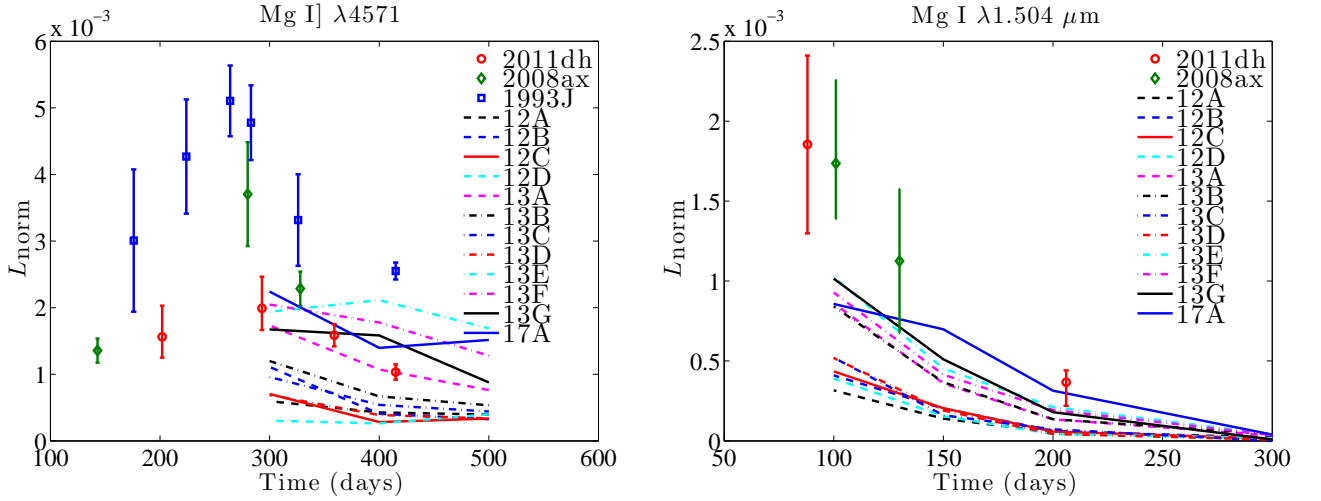 Mg I] λ4571
x 10⁻³
6
5
4
3
2
1
0
100 200 300 400 500 600
Time (days)
L_norm
2011dh
2008ax
1993J
12A
12B
12C
12D
13A
13B
13C
13D
13E
13F
13G
17A
Mg I λ1.504 μm
x 10⁻³
2.5
2
1.5
1
0.5
0
50 100 150 200 250 300
Time (days)
L_norm
2011dh
2008ax
12A
12B
12C
12D
13A
13B
13C
13D
13E
13F
13G
17A